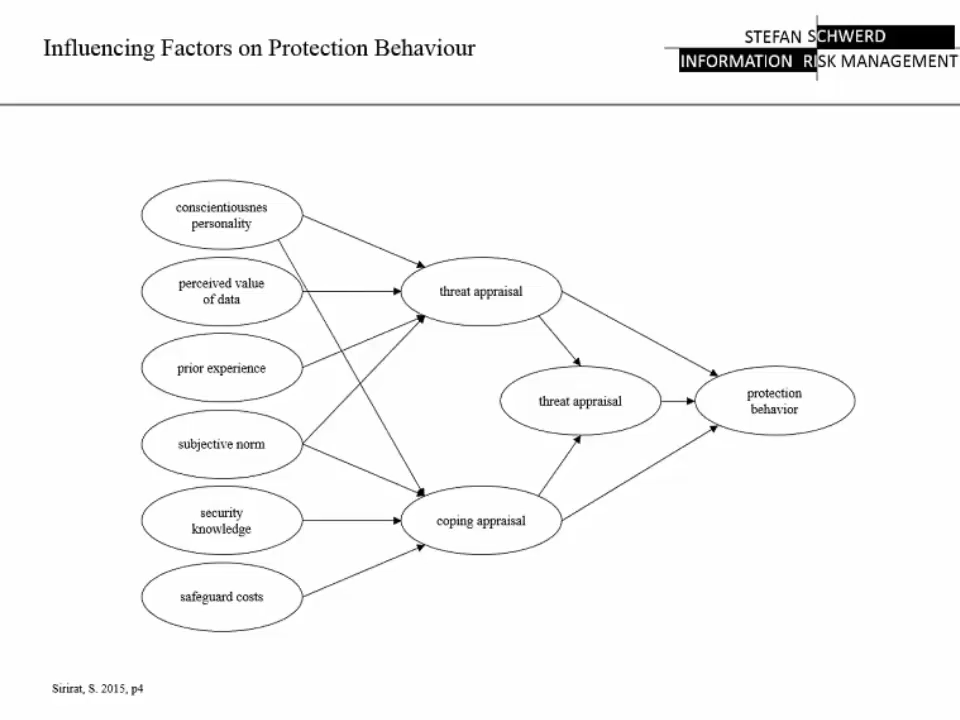 Influencing Factors on Protection Behaviour
STEFAN SCHWERD
INFORMATION RISK MANAGEMENT
conscientiousnes
personality
perceived value
of data
threat appraisal
prior experience
threat appraisal
protection
behavior
subjective norm
security
knowledge
coping appraisal
safeguard costs
Sirirat, S. 2015, p4